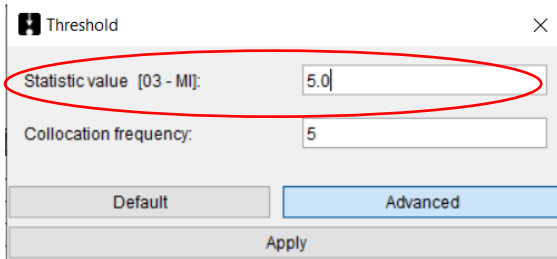 Threshold
Statistic value [03 - MI]: 5.0
Collocation frequency: 5
Default Advanced
Apply